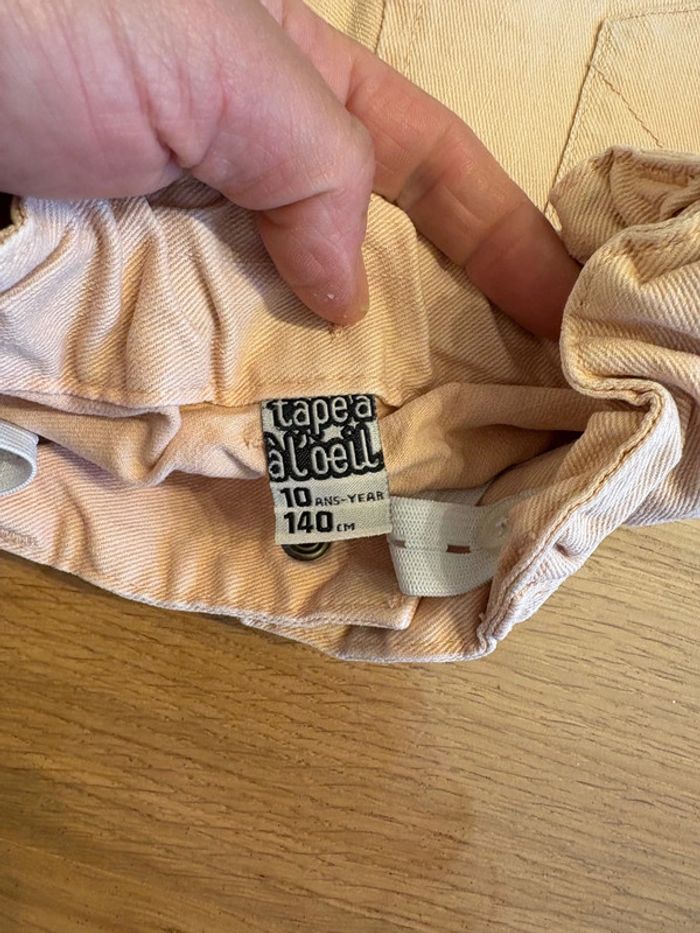 tape à
à l'oeil
10 ANS-YEAR
140 CM